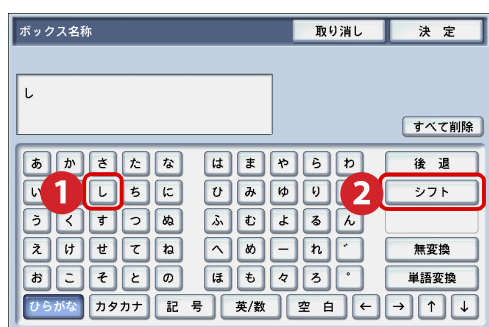 ボックス名称 取り消し 決 定
し
すべて削除
あ か さ た な は ま や ら わ 後 退
い 1 し ち に ひ み ゆ り 2 シフト
う く す つ ぬ ふ む よ る ん
え け せ て ね へ め ー れ ゛ 無変換
お こ そ と の ほ も 々 ろ ゜ 単語変換
ひらがな カタカナ 記 号 英/数 空 白 ← → ↑ ↓